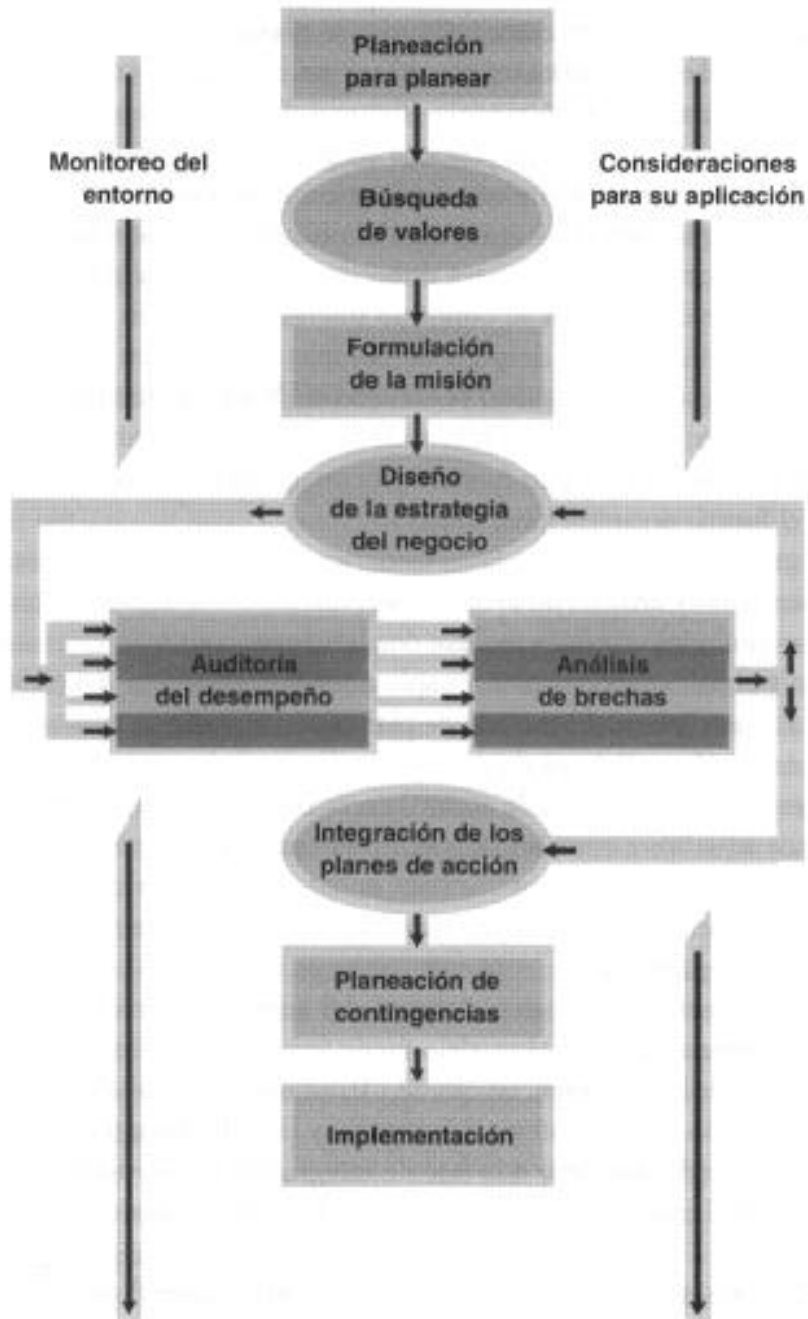 Planeación
para planear
Monitoreo del
entorno
Consideraciones
para su aplicación
Búsqueda
de valores
Formulación
de la misión
Diseño
de la estrategia
del negocio
Auditoría
del desempeño
Análisis
de brechas
Integración de los
planes de acción
Planeación de
contingencias
Implementación